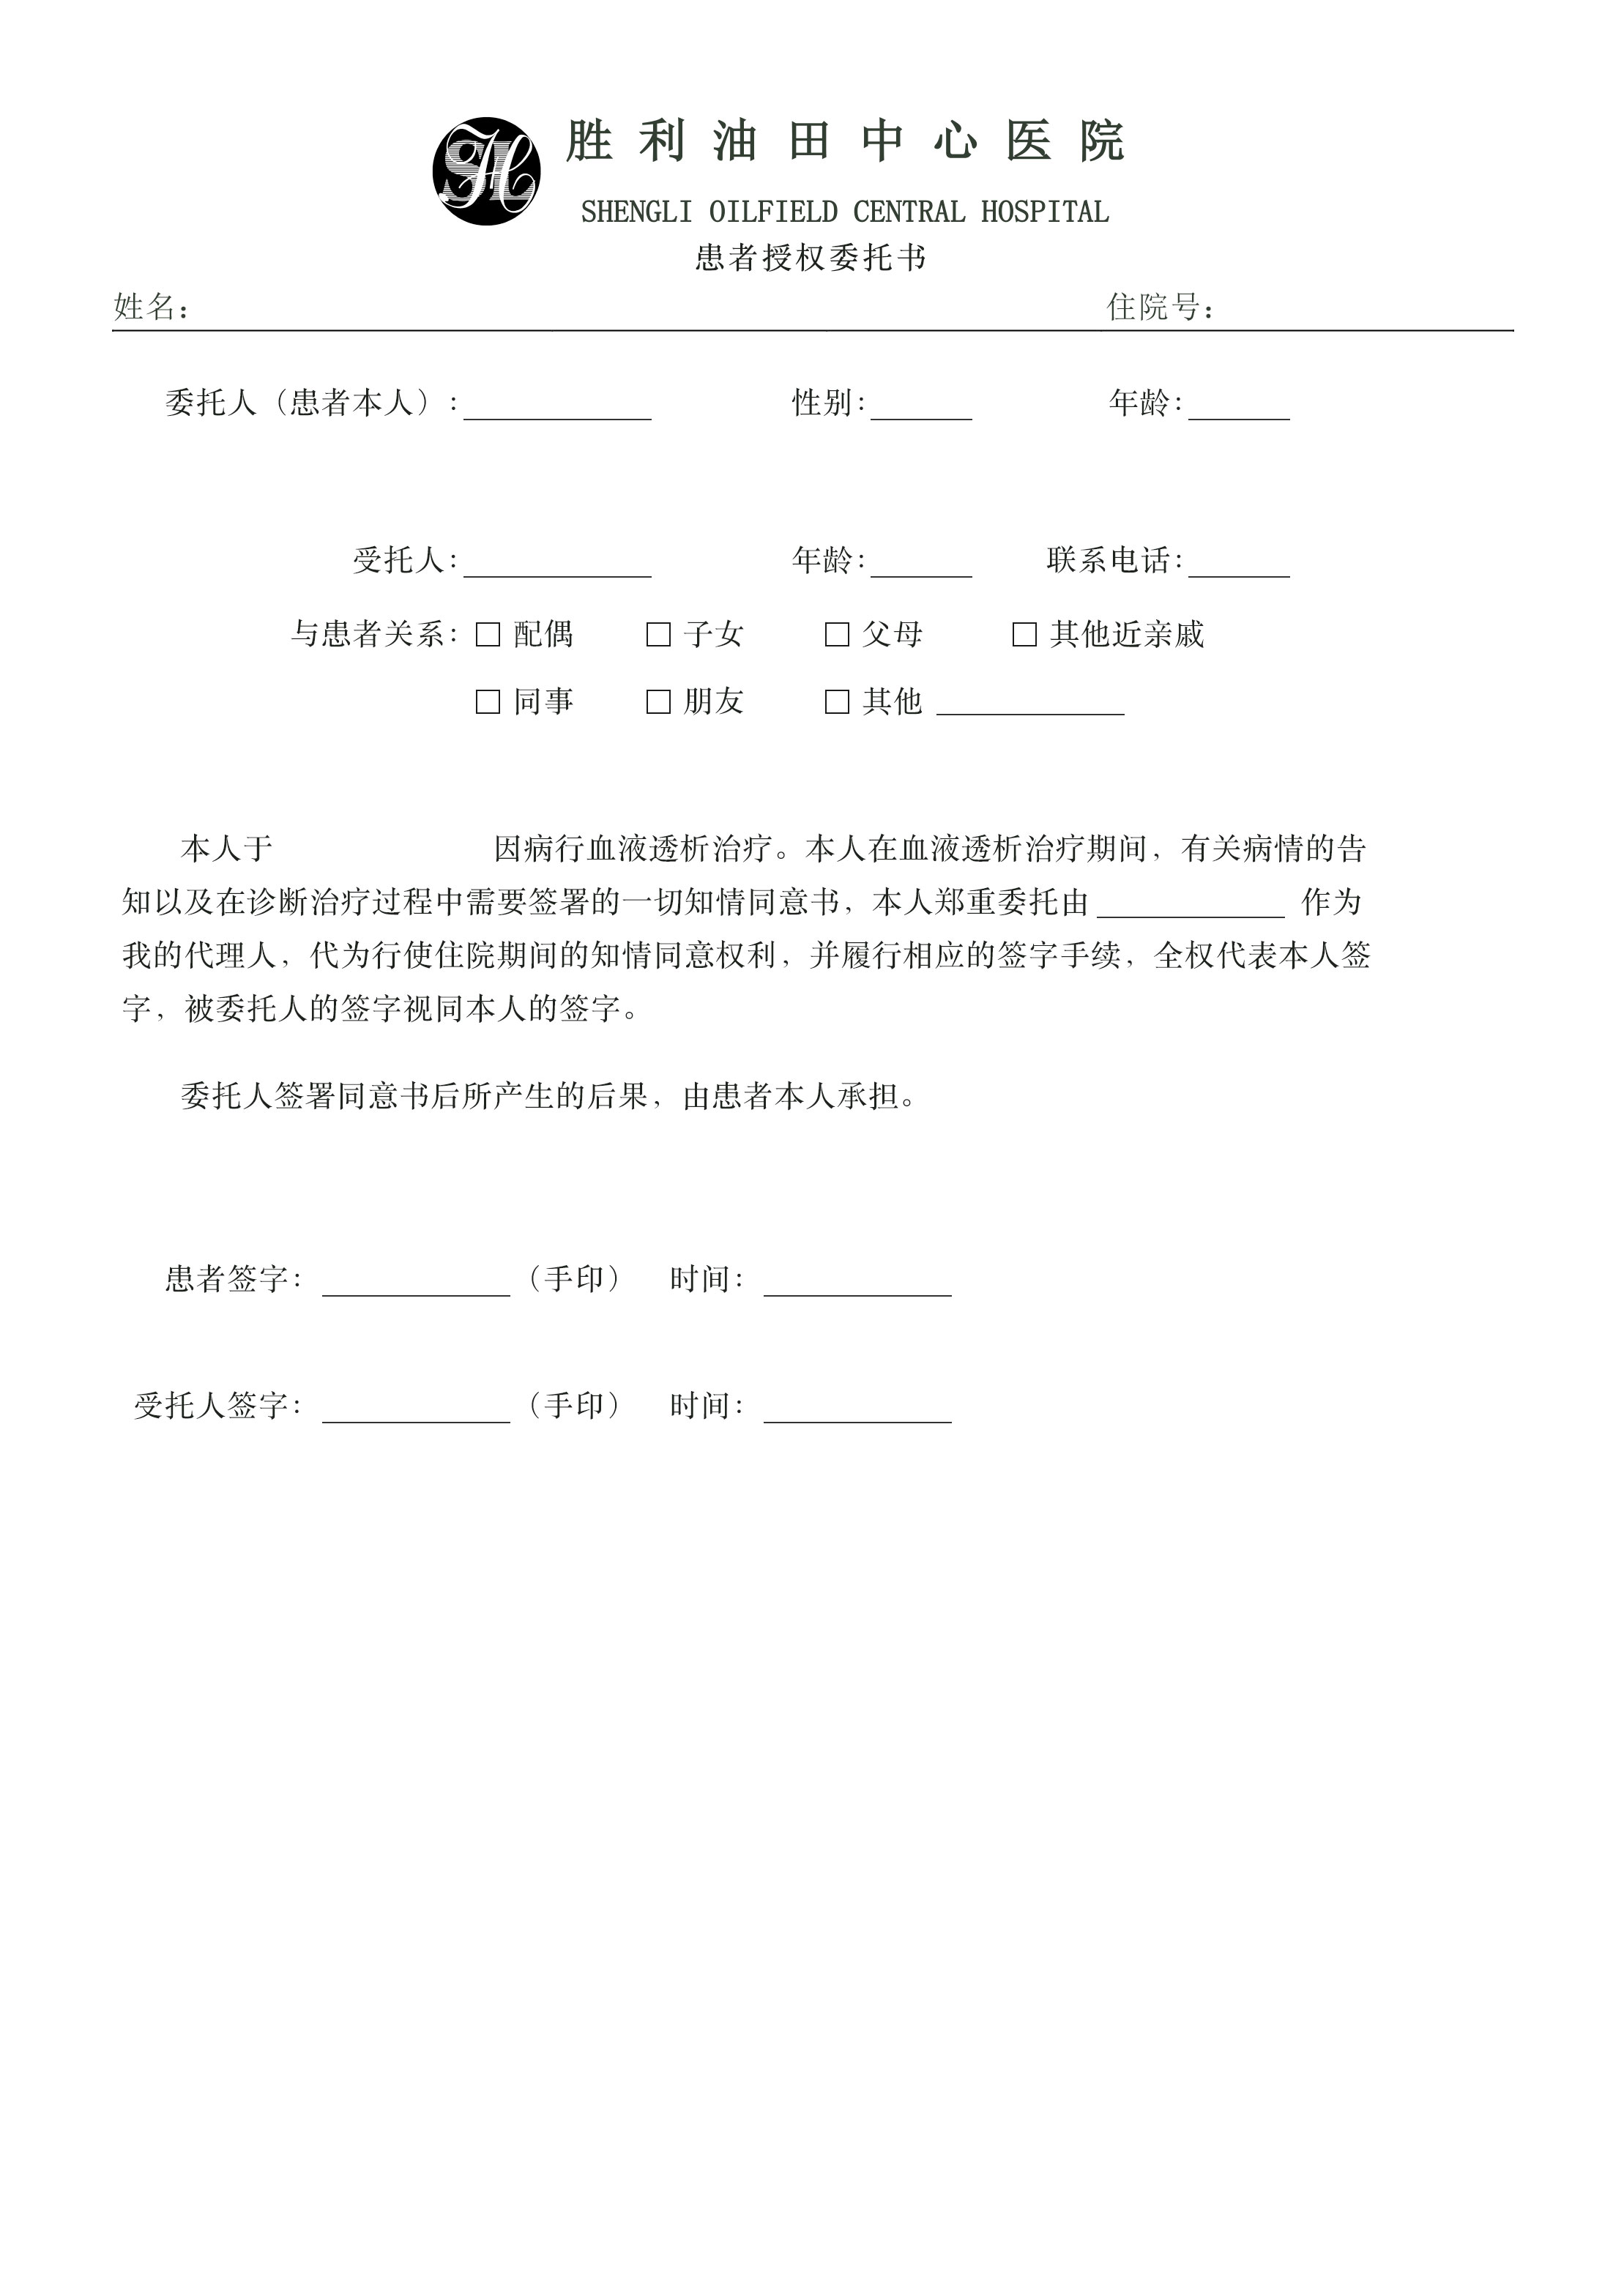 胜利油田中心医院
SHENGLI OILFIELD CENTRAL HOSPITAL
患者授权委托书
姓名： 住院号：
委托人（患者本人）:____________ 性别:______ 年龄:______
受托人:____________ 年龄:______ 联系电话:______
与患者关系: □ 配偶 □ 子女 □ 父母 □ 其他近亲戚
□ 同事 □ 朋友 □ 其他 ____________
本人于 因病行血液透析治疗。本人在血液透析治疗期间，有关病情的告
知以及在诊断治疗过程中需要签署的一切知情同意书，本人郑重委托由 ____________ 作为
我的代理人，代为行使住院期间的知情同意权利，并履行相应的签字手续，全权代表本人签
字，被委托人的签字视同本人的签字。
委托人签署同意书后所产生的后果，由患者本人承担。
患者签字: ____________ （手印） 时间: ____________
受托人签字: ____________ （手印） 时间: ____________